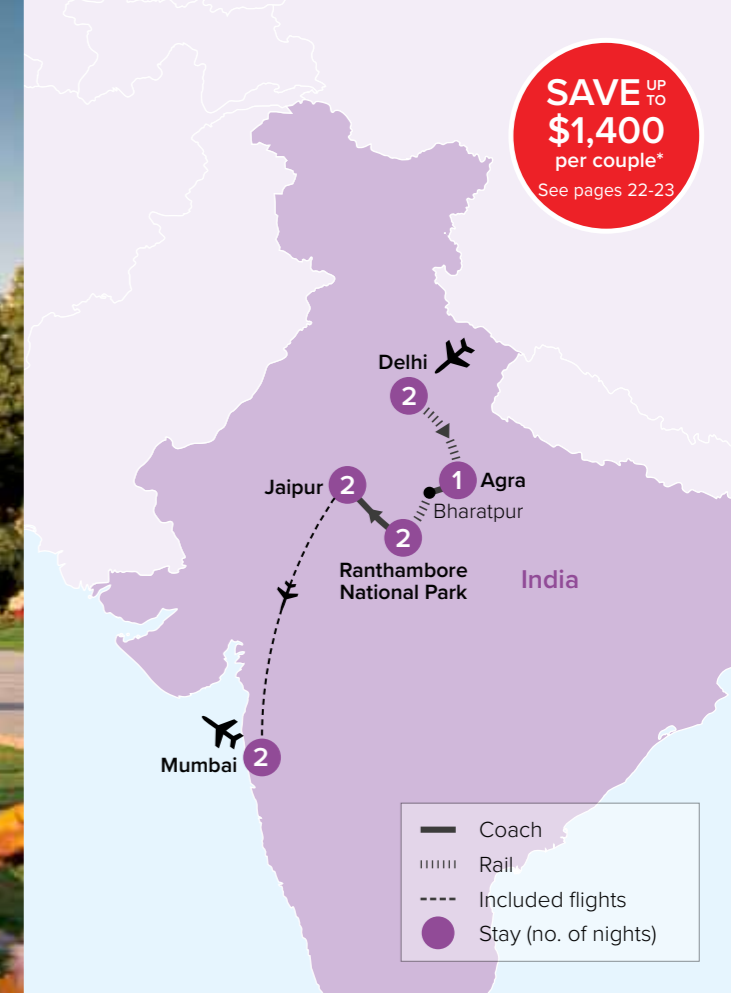 SAVE UP TO
$1,400
per couple*
See pages 22-23
Delhi
2
1 Agra
Jaipur 2
Bharatpur
2
Ranthambore
National Park
India
Mumbai 2
Coach
Rail
Included flights
Stay (no. of nights)